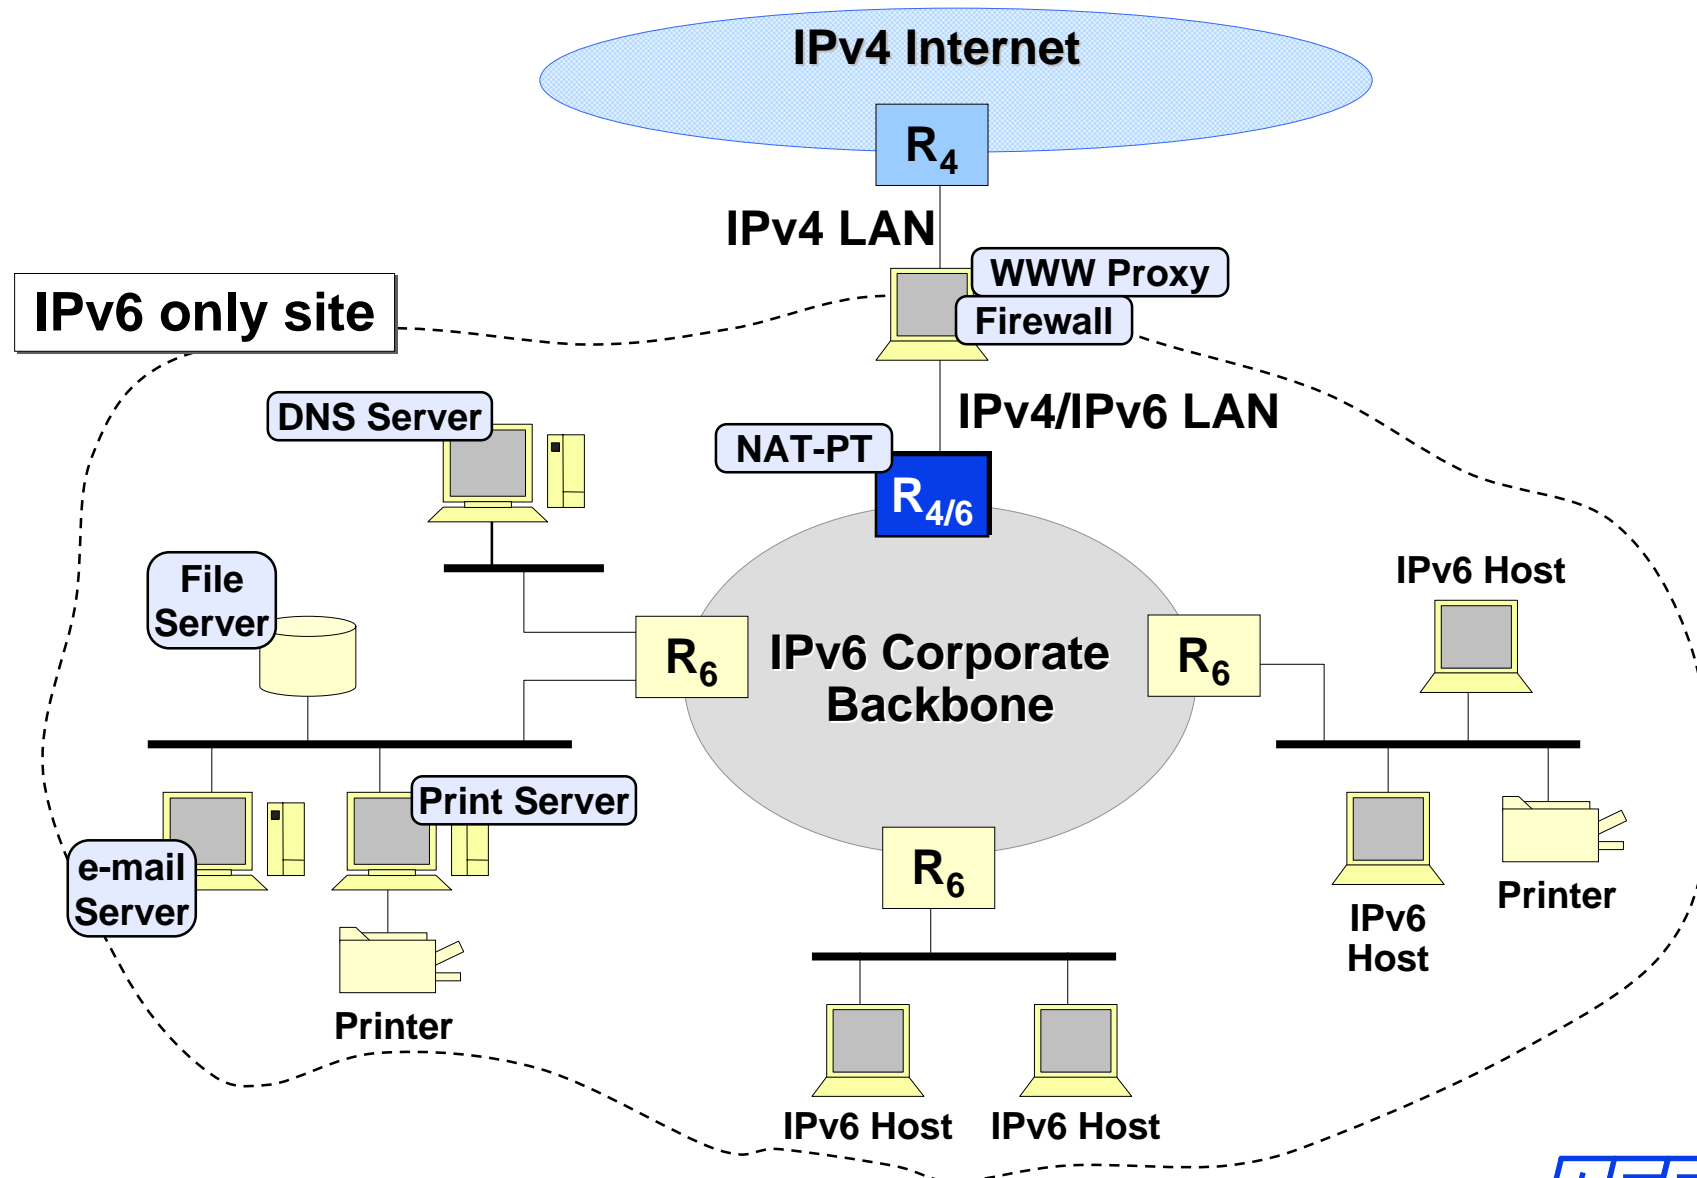 IPv4 Internet
R4
IPv4 LAN
WWW Proxy
IPv6 only site
Firewall
DNS Server
IPv4/IPv6 LAN
NAT-PT
R4/6
File
Server
IPv6 Host
R6
IPv6 Corporate
Backbone
R6
Print Server
e-mail
Server
R6
Printer
IPv6
Host
Printer
IPv6 Host
IPv6 Host